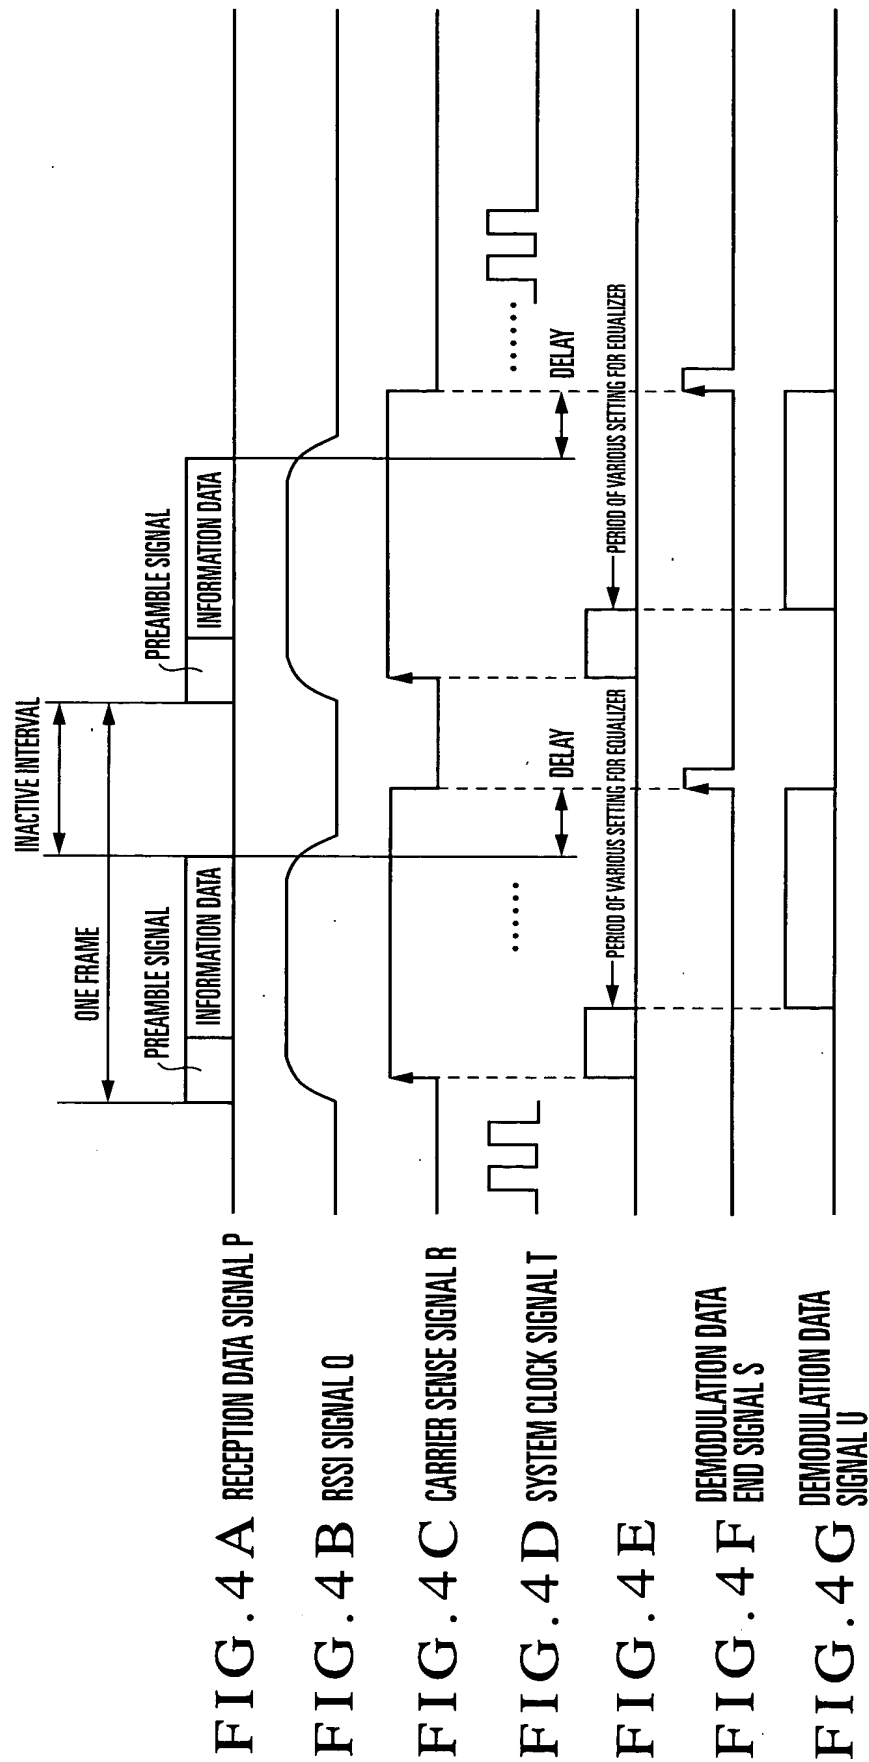 INACTIVE INTERVAL
ONE FRAME
PREAMBLE SIGNAL
PREAMBLE SIGNAL
INFORMATION DATA
INFORMATION DATA
FIG. 4A RECEPTION DATA SIGNAL P
FIG. 4B RSSI SIGNAL Q
FIG. 4C CARRIER SENSE SIGNAL R
FIG. 4D SYSTEM CLOCK SIGNAL T
......
......
DELAY
DELAY
FIG. 4E
PERIOD OF VARIOUS SETTING FOR EQUALIZER
PERIOD OF VARIOUS SETTING FOR EQUALIZER
FIG. 4F DEMODULATION DATA
END SIGNAL S
FIG. 4G DEMODULATION DATA
SIGNAL U